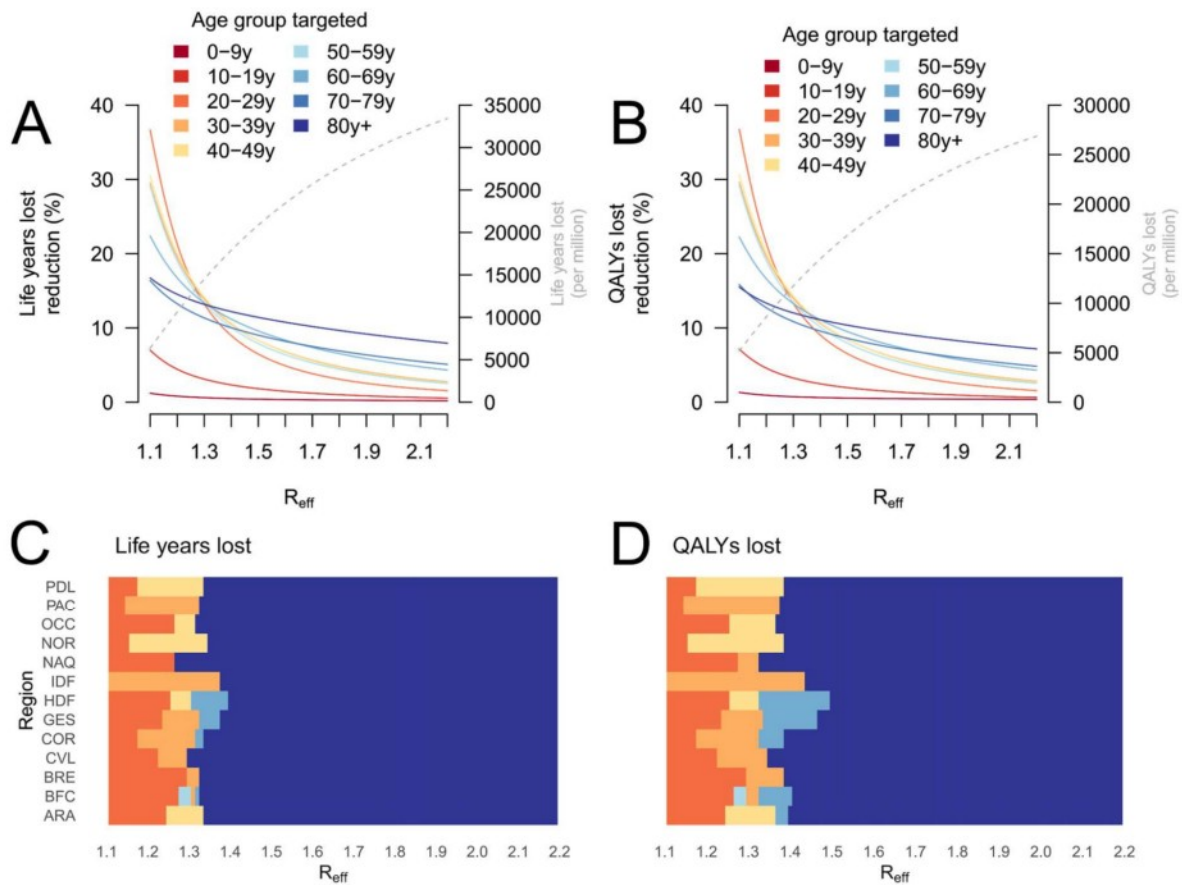 A
Age group targeted
0−9y
10−19y
20−29y
30−39y
40−49y
50−59y
60−69y
70−79y
80y+
Life years lost
reduction (%)
40
30
20
10
0
35000
30000
25000
20000
15000
10000
5000
0
Life years lost
(per million)
1.1 1.3 1.5 1.7 1.9 2.1
Reff
B
Age group targeted
0−9y
10−19y
20−29y
30−39y
40−49y
50−59y
60−69y
70−79y
80y+
QALYs lost
reduction (%)
40
30
20
10
0
30000
25000
20000
15000
10000
5000
0
QALYs lost
(per million)
1.1 1.3 1.5 1.7 1.9 2.1
Reff
C
Life years lost
Region
PDL
PAC
OCC
NOR
NAQ
IDF
HDF
GES
COR
CVL
BRE
BFC
ARA
1.1 1.2 1.3 1.4 1.5 1.6 1.7 1.8 1.9 2.0 2.1 2.2
Reff
D
QALYs lost
1.1 1.2 1.3 1.4 1.5 1.6 1.7 1.8 1.9 2.0 2.1 2.2
Reff